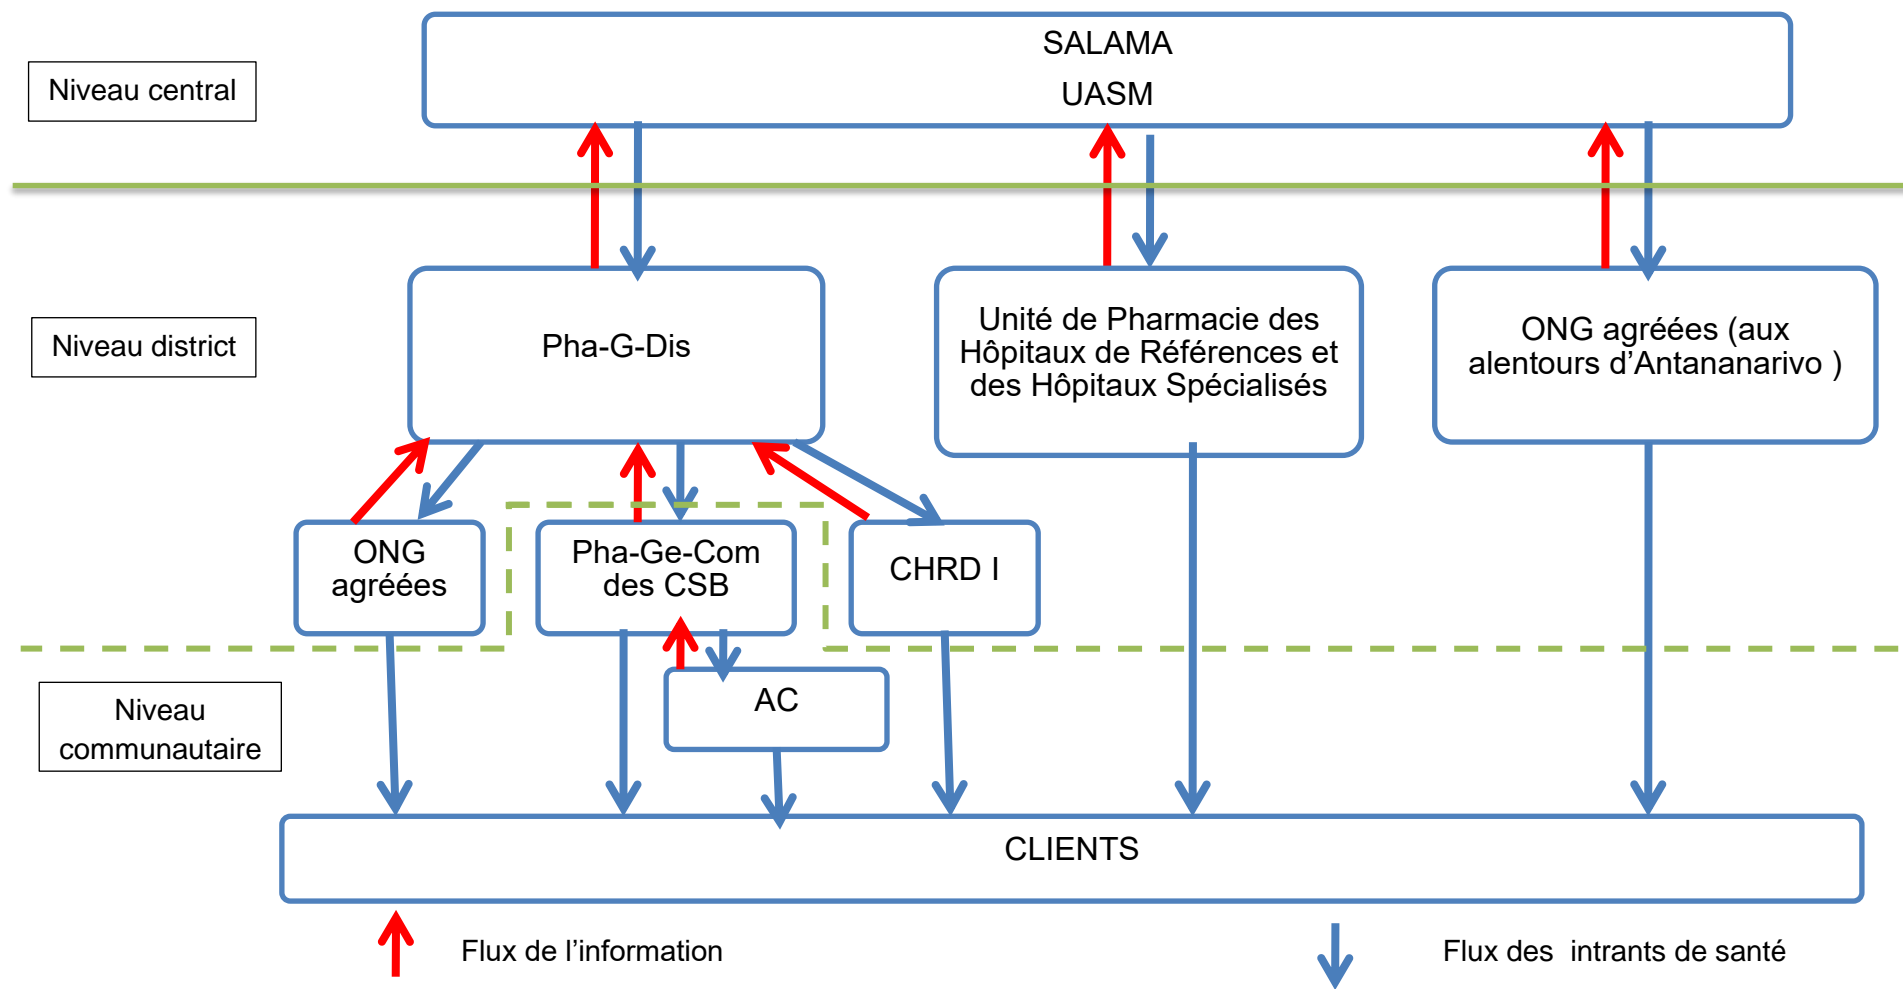 SALAMA
UASM
Niveau central
Niveau district
Pha-G-Dis
Unité de Pharmacie des
Hôpitaux de Références et
des Hôpitaux Spécialisés
ONG agréées (aux
alentours d’Antananarivo )
ONG
agréées
Pha-Ge-Com
des CSB
CHRD I
AC
Niveau
communautaire
CLIENTS
Flux de l’information
Flux des  intrants de santé